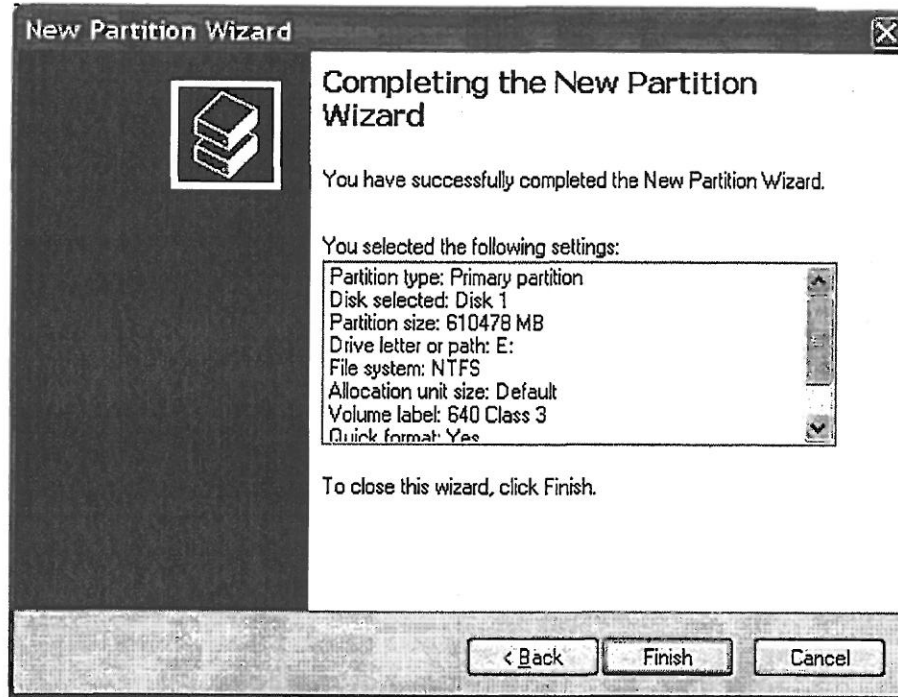 New Partition Wizard
Completing the New Partition
Wizard
You have successfully completed the New Partition Wizard.
You selected the following settings:
Partition type: Primary partition
Disk selected: Disk 1
Partition size: 610478 MB
Drive letter or path: E:
File system: NTFS
Allocation unit size: Default
Volume label: 640 Class 3
Quick format: Yes
To close this wizard, click Finish.
< Back
Finish
Cancel